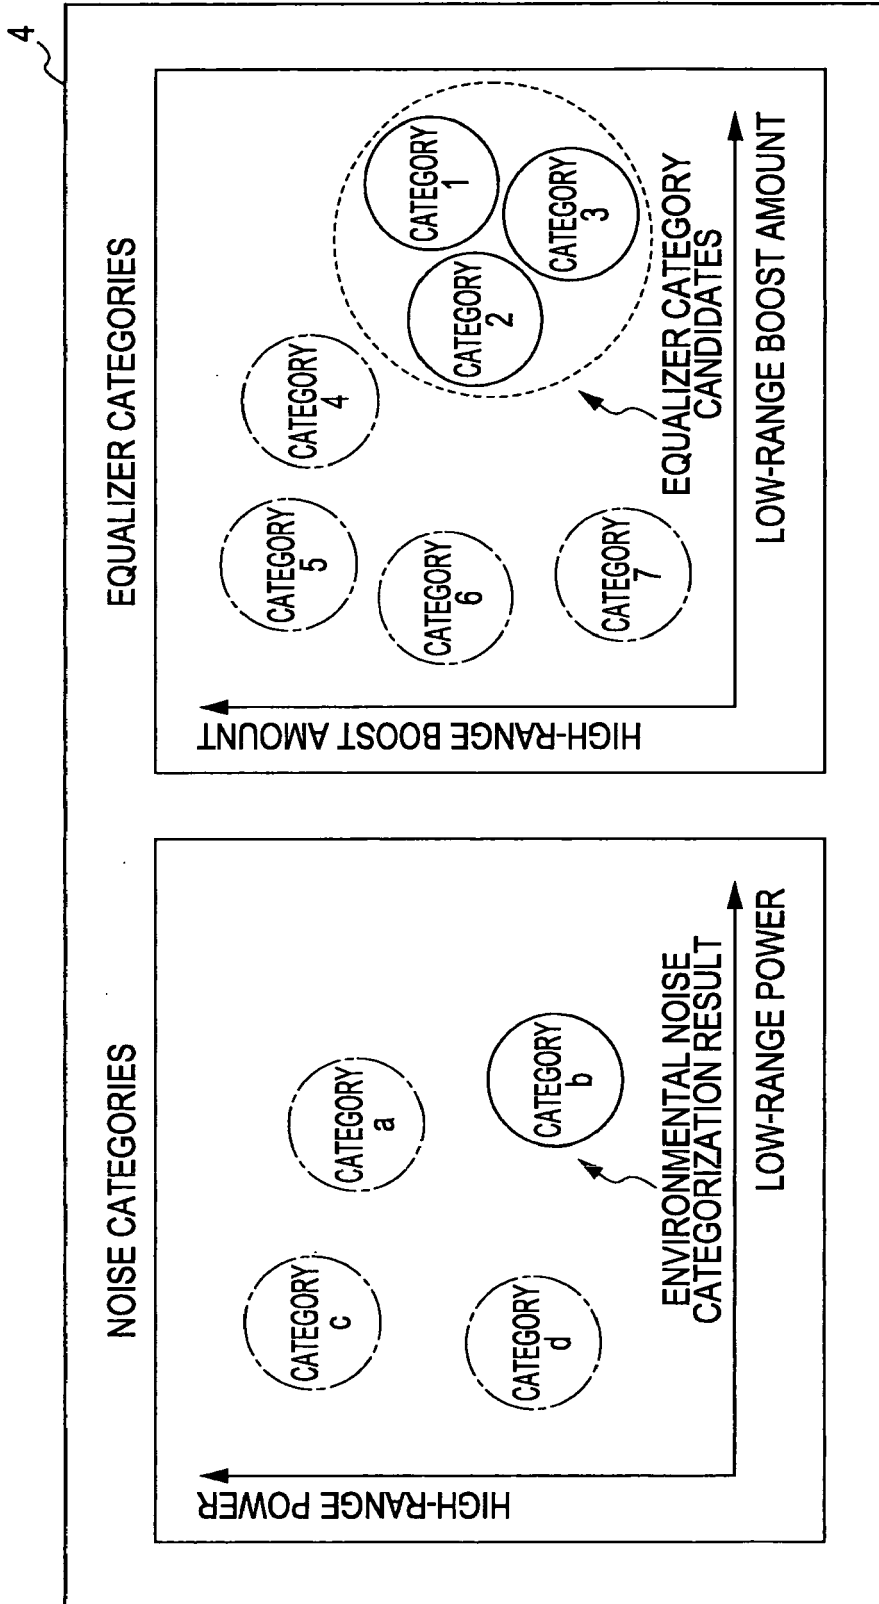 4
NOISE CATEGORIES
HIGH-RANGE POWER
CATEGORY
c
CATEGORY
a
CATEGORY
d
CATEGORY
b
ENVIRONMENTAL NOISE
CATEGORIZATION RESULT
LOW-RANGE POWER
EQUALIZER CATEGORIES
HIGH-RANGE BOOST AMOUNT
CATEGORY
5
CATEGORY
4
CATEGORY
1
CATEGORY
6
CATEGORY
2
CATEGORY
3
CATEGORY
7
EQUALIZER CATEGORY
CANDIDATES
LOW-RANGE BOOST AMOUNT